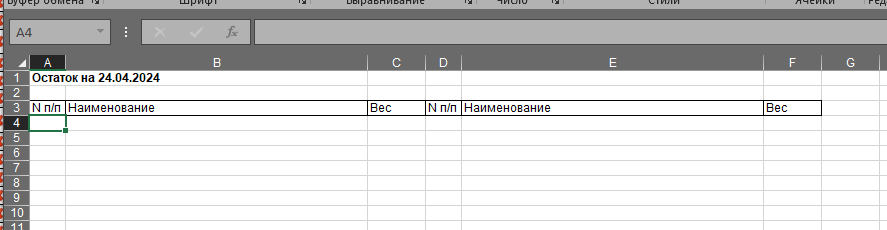 Буфер обмена Шрифт Выравнивание Число Стили Ячейки Реда
A4 fx
A B C D E F G
1 Остаток на 24.04.2024
2
3 N п/п Наименование Вес N п/п Наименование Вес
4
5
6
7
8
9
10
11